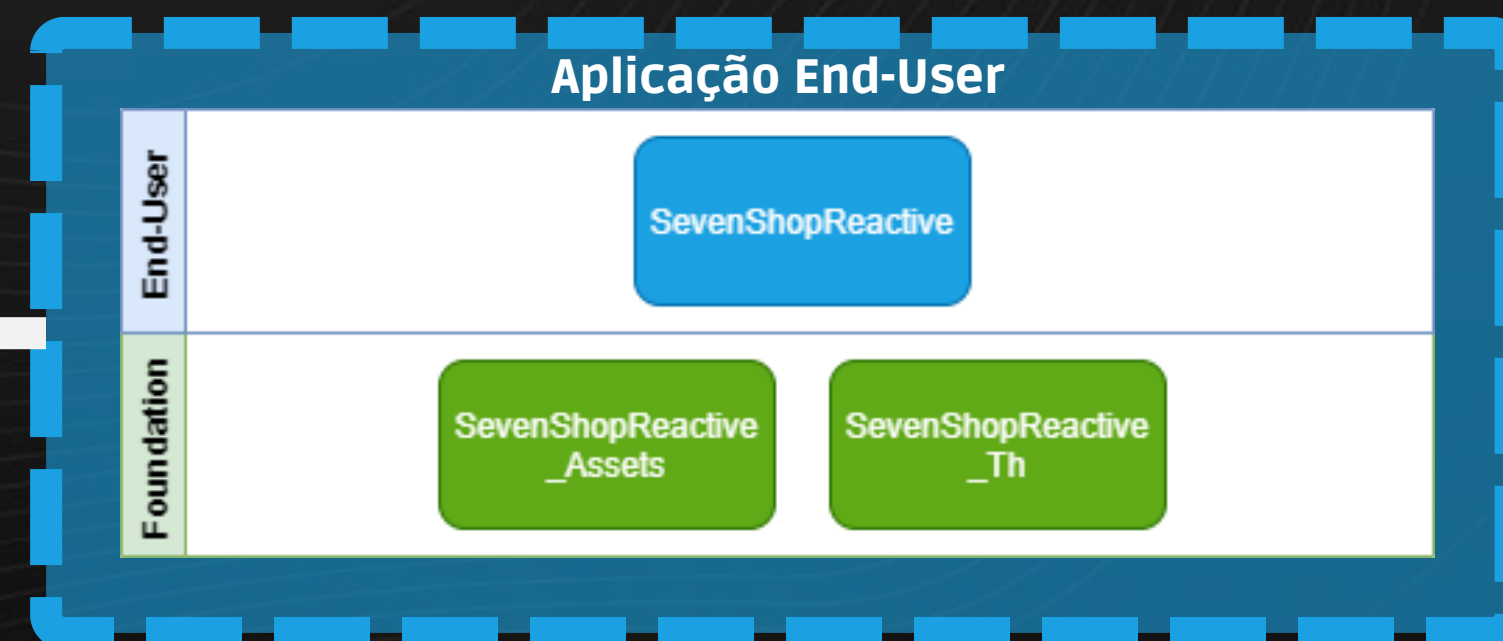 Aplicação End-User
End-User
SevenShopReactive
Foundation
SevenShopReactive
_Assets
SevenShopReactive
_Th